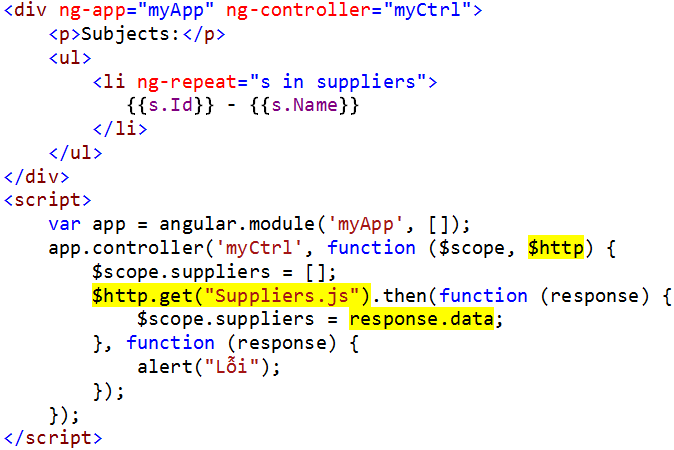 <div ng-app="myApp" ng-controller="myCtrl">
    <p>Subjects:</p>
    <ul>
        <li ng-repeat="s in suppliers">
            {{s.Id}} - {{s.Name}}
        </li>
    </ul>
</div>
<script>
    var app = angular.module('myApp', []);
    app.controller('myCtrl', function ($scope, $http) {
        $scope.suppliers = [];
        $http.get("Suppliers.js").then(function (response) {
            $scope.suppliers = response.data;
        }, function (response) {
            alert("Lỗi");
        });
    });
</script>